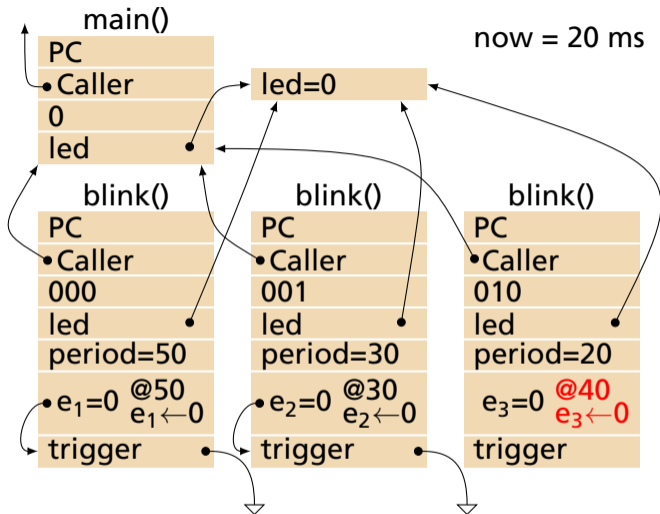 main()
now = 20 ms
PC
Caller
led=0
0
led
blink()
PC
Caller
000
led
period=50
e₁=0 @50
e₁←0
trigger
blink()
PC
Caller
001
led
period=30
e₂=0 @30
e₂←0
trigger
blink()
PC
Caller
010
led
period=20
e₃=0 @40
e₃←0
trigger